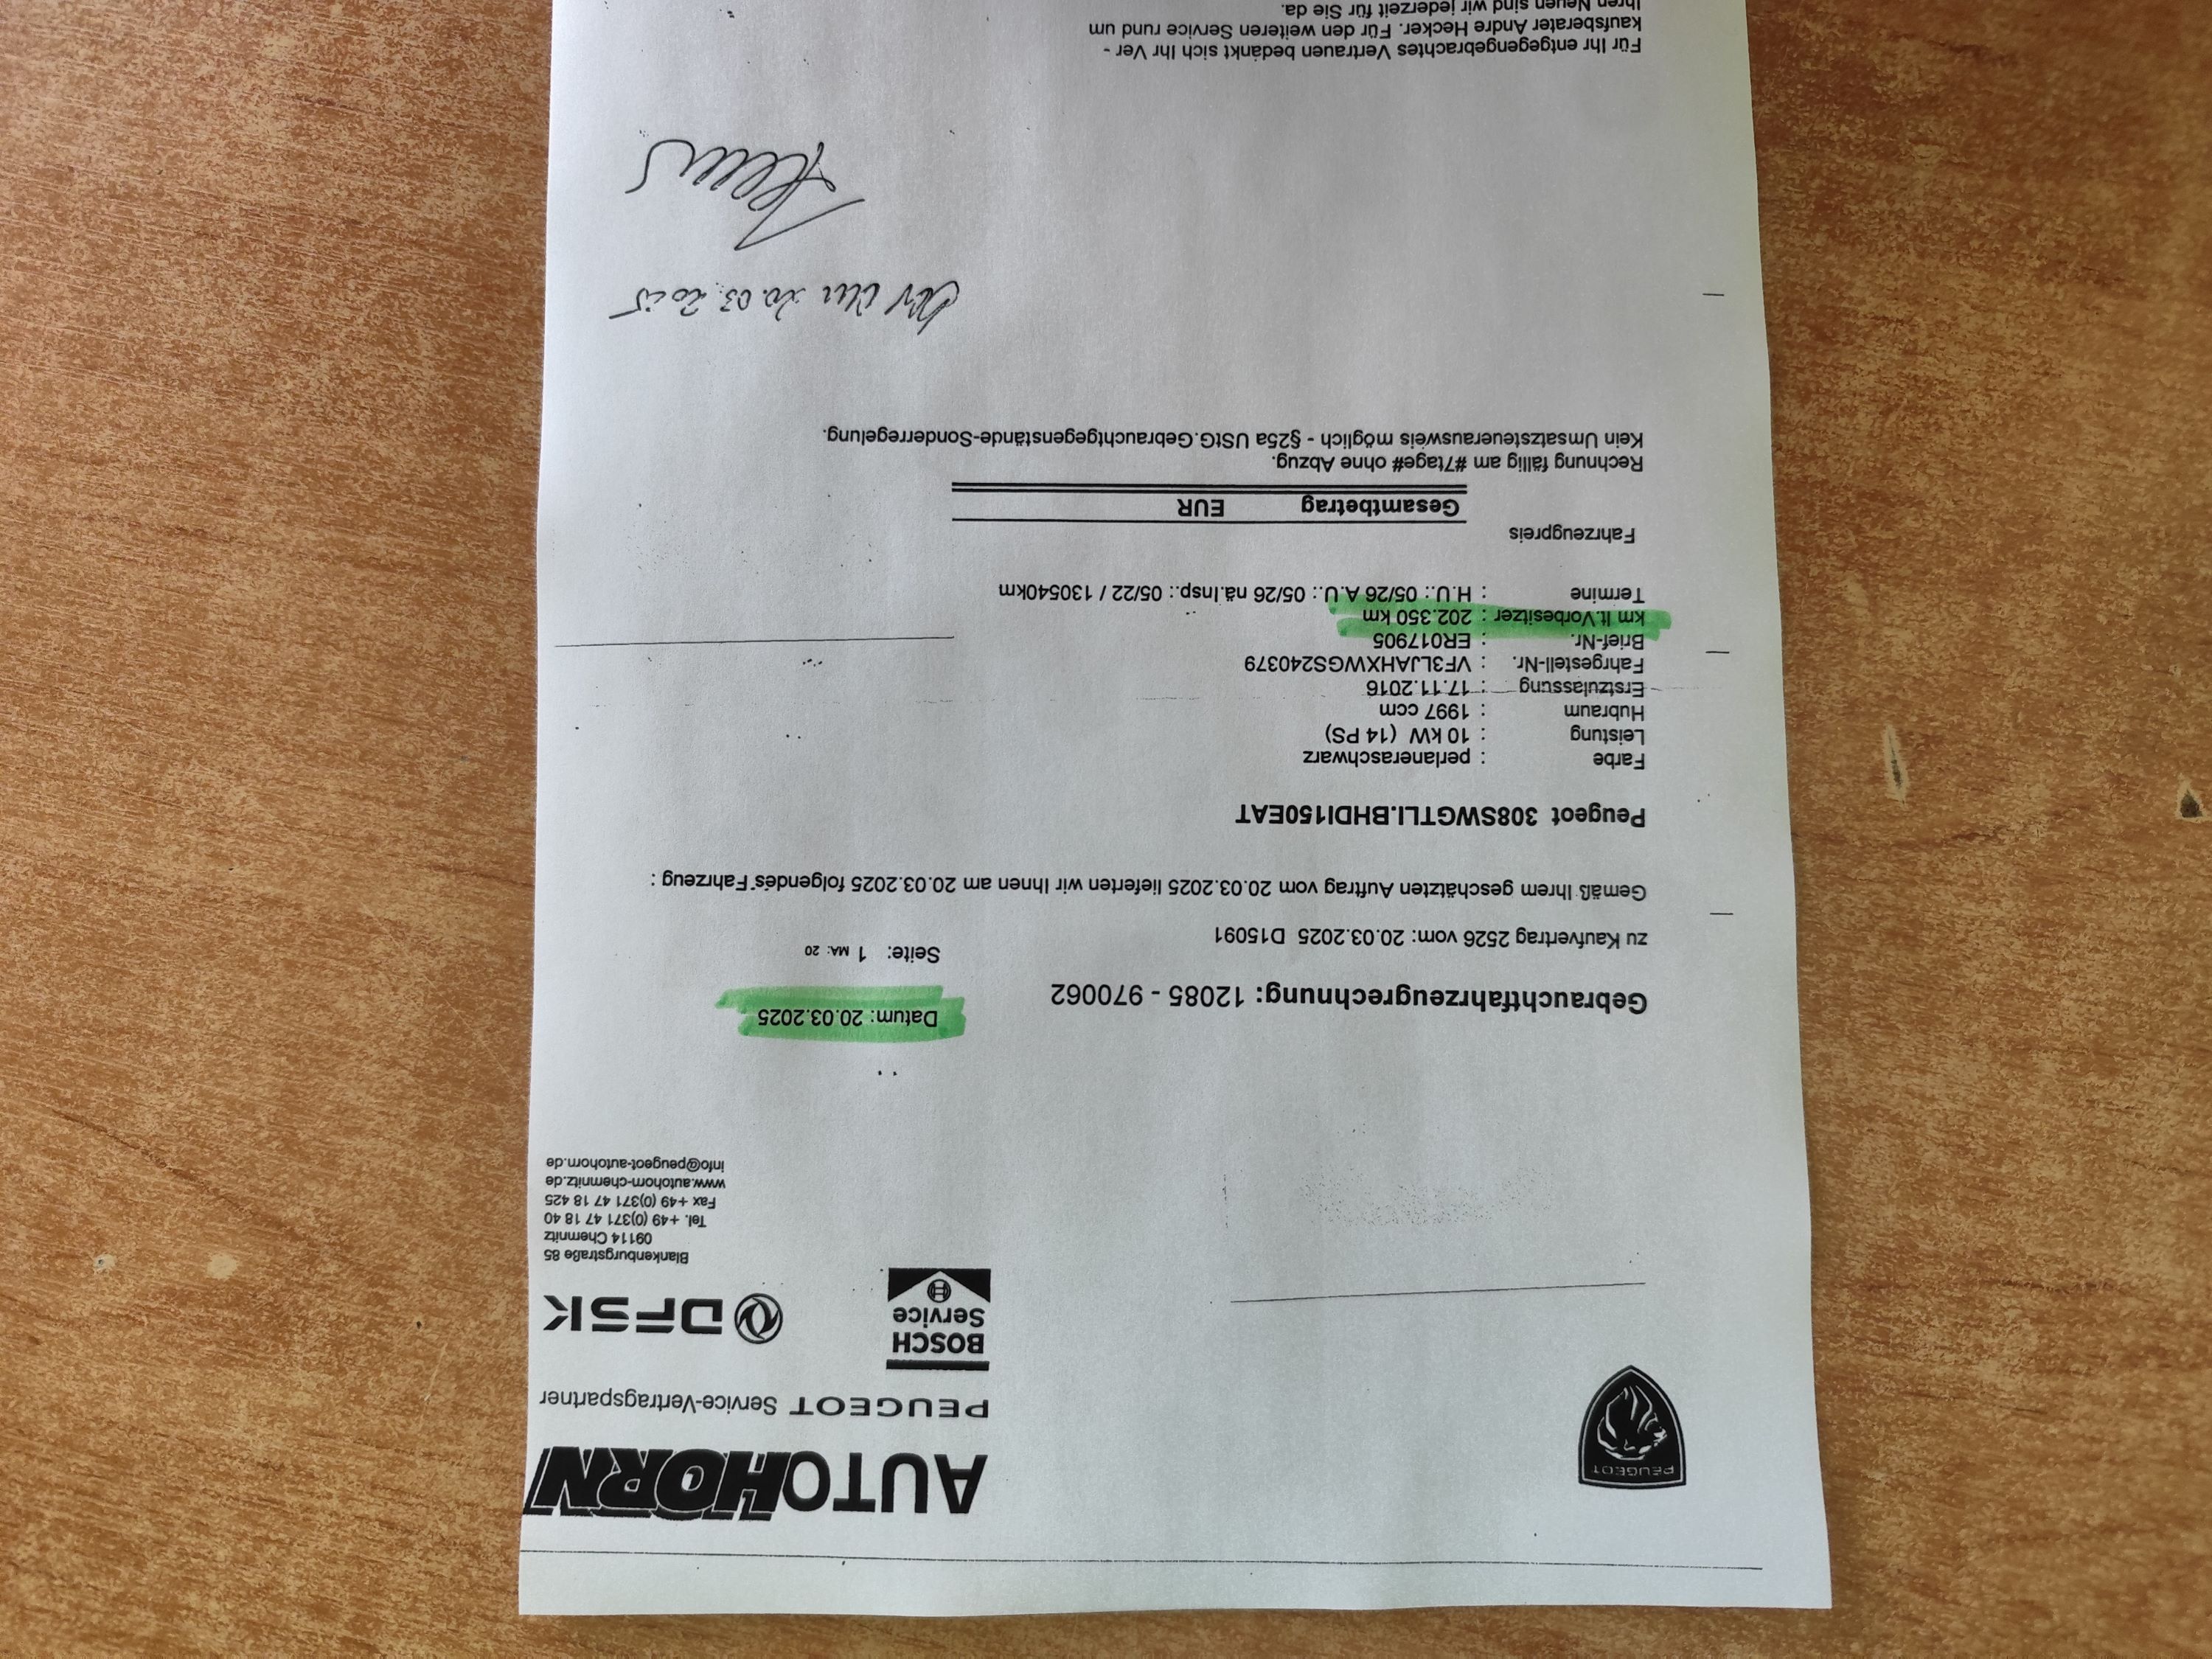 PEUGEOT
AUTOHORN
PEUGEOT Service-Vertragspartner
BOSCH
Service
DFSK
Blankenburgstraße 85
09114 Chemnitz
Tel. +49 (0)371 47 18 40
Fax +49 (0)371 47 18 425
www.autohorn-chemnitz.de
info@peugeot-autohorn.de
Datum: 20.03.2025
Gebrauchtfahrzeugrechnung: 12085 - 970062
Seite: 1 MA: 20
zu Kaufvertrag 2526 vom: 20.03.2025 D15091
Gemäß Ihrem geschätzten Auftrag vom 20.03.2025 lieferten wir Ihnen am 20.03.2025 folgendes Fahrzeug :
Peugeot 308SWGTLI.BHDI150EAT
Farbe : perlaneraschwarz
Leistung : 10 kW (14 PS)
Hubraum : 1997 ccm
Erstzulassung : 17.11.2016
Fahrgestell-Nr. : VF3LJAHXWGS240379
Brief-Nr. : ER017905
km lt.Vorbesitzer : 202.350 km
Termine : H.U.: 05/26 A.U.: 05/26 nä.Insp.: 05/22 / 130540km
Fahrzeugpreis
Gesamtbetrag EUR
Rechnung fällig am #7tage# ohne Abzug.
Kein Umsatzsteuerausweis möglich - §25a UStG.Gebrauchtgegenstände-Sonderregelung.
20.03.2025
Für Ihr entgegengebrachtes Vertrauen bedankt sich Ihr Ver -
kaufsberater Andre Hecker. Für den weiteren Service rund um
Ihren Neuen sind wir jederzeit für Sie da.